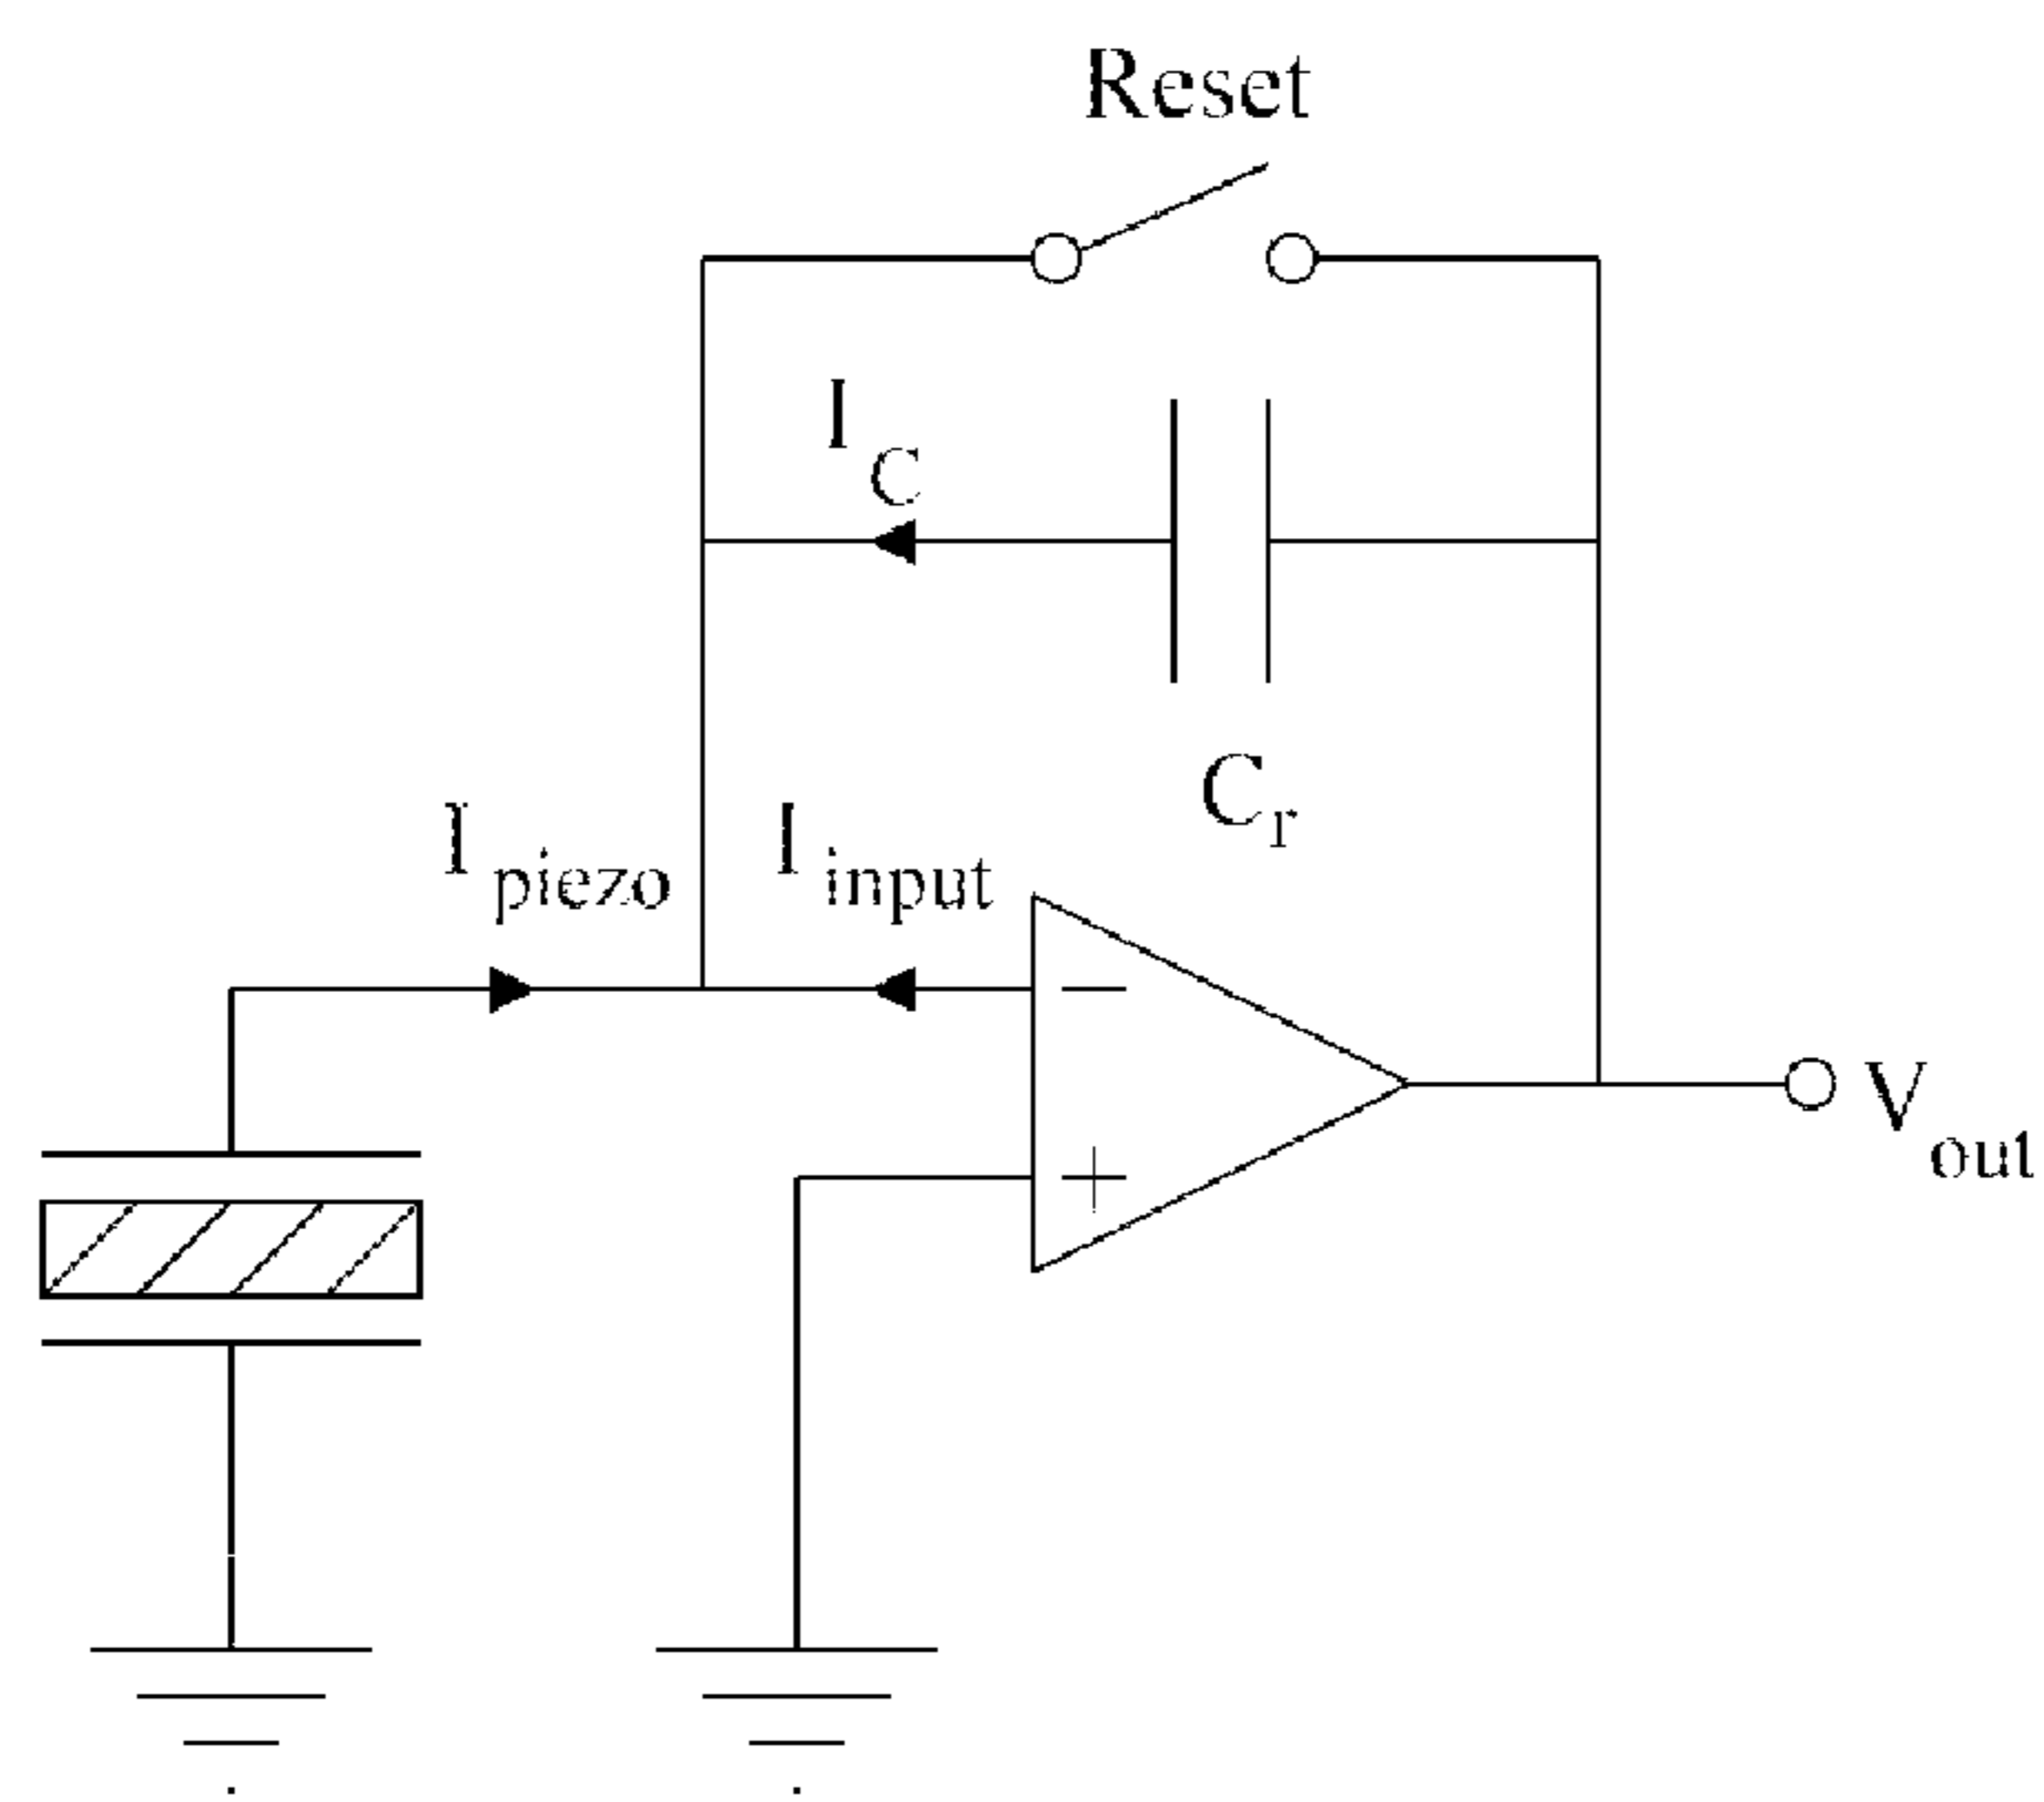 Reset
I C
C r
I piezo
I input
−
+
V out